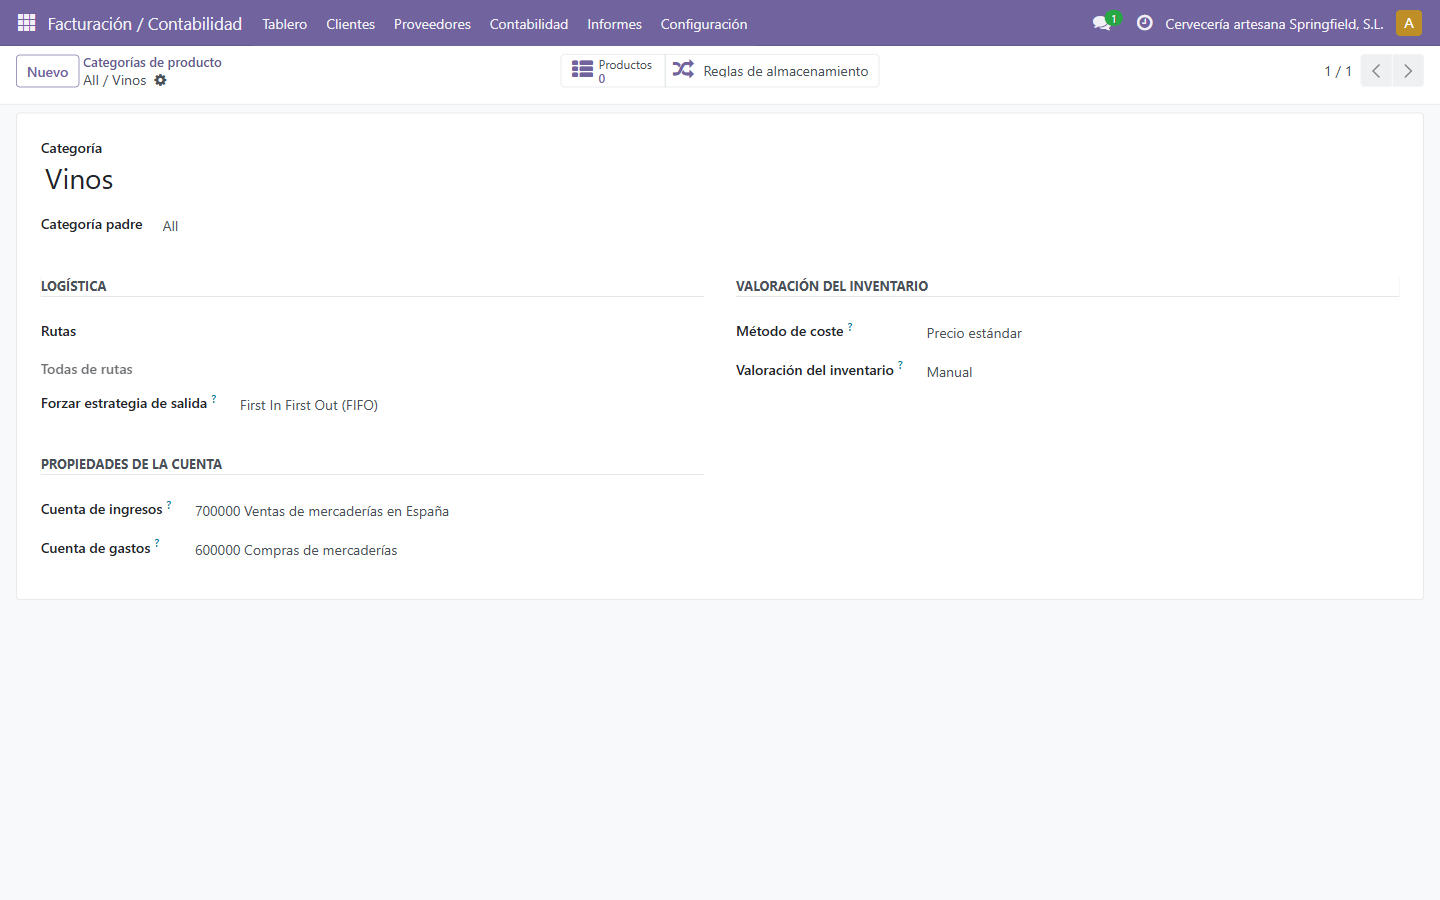 Facturación / Contabilidad Tablero Clientes Proveedores Contabilidad Informes Configuración 1 Cervecería artesana Springfield, S.L. A
Nuevo Categorías de producto
All / Vinos
Productos
0
Reglas de almacenamiento
1 / 1
Categoría
Vinos
Categoría padre All
LOGÍSTICA
Rutas
Todas de rutas
Forzar estrategia de salida ? First In First Out (FIFO)
VALORACIÓN DEL INVENTARIO
Método de coste ? Precio estándar
Valoración del inventario ? Manual
PROPIEDADES DE LA CUENTA
Cuenta de ingresos ? 700000 Ventas de mercaderías en España
Cuenta de gastos ? 600000 Compras de mercaderías